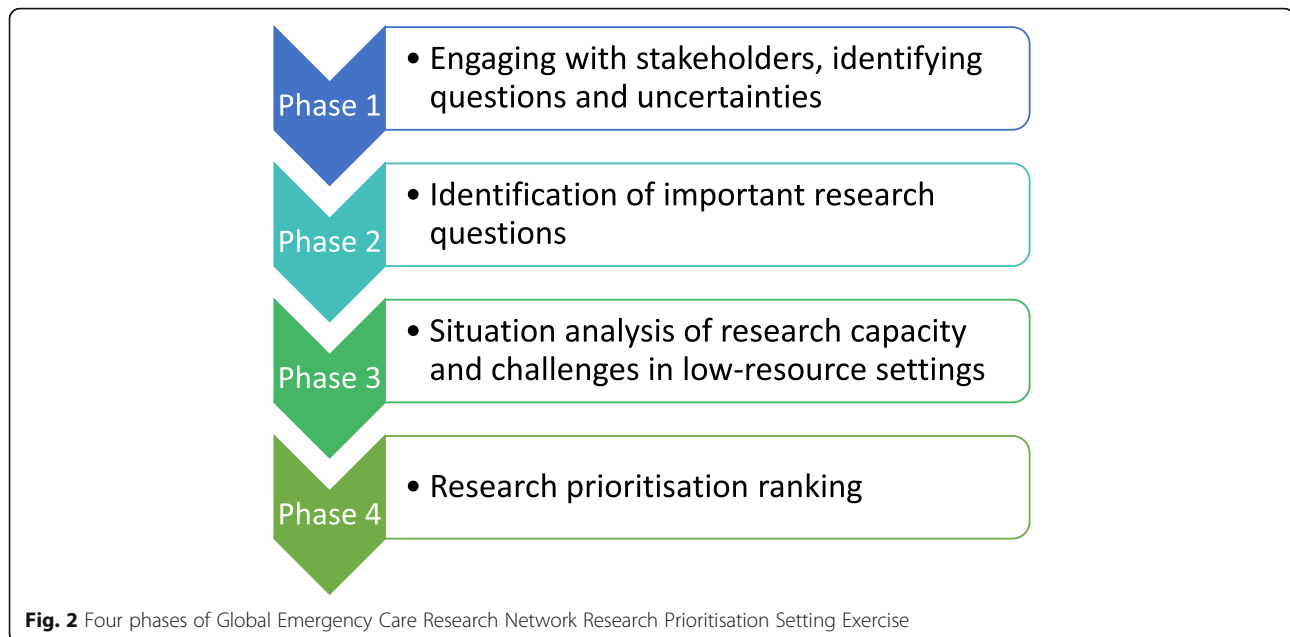 Phase 1
• Engaging with stakeholders, identifying
questions and uncertainties
Phase 2
• Identification of important research
questions
Phase 3
• Situation analysis of research capacity
and challenges in low-resource settings
Phase 4
• Research prioritisation ranking
Fig. 2 Four phases of Global Emergency Care Research Network Research Prioritisation Setting Exercise